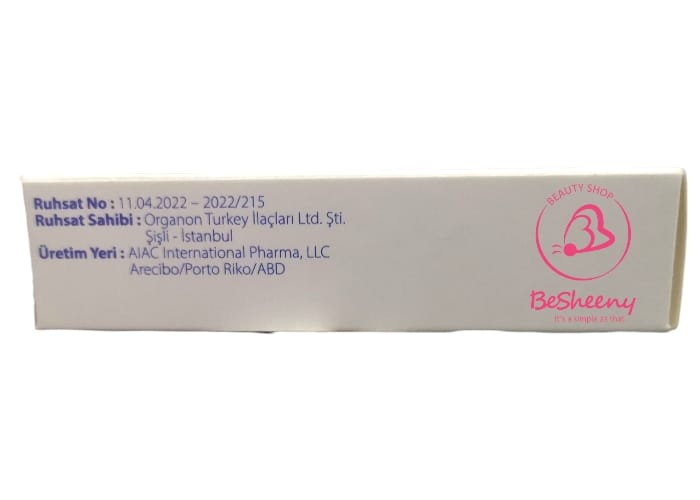 Ruhsat No : 11.04.2022 – 2022/215
Ruhsat Sahibi : Organon Turkey İlaçları Ltd. Şti.
Şişli - İstanbul
Üretim Yeri : AIAC International Pharma, LLC
Arecibo/Porto Riko/ABD
BEAUTY SHOP
BeSheeny
It's a simple as that